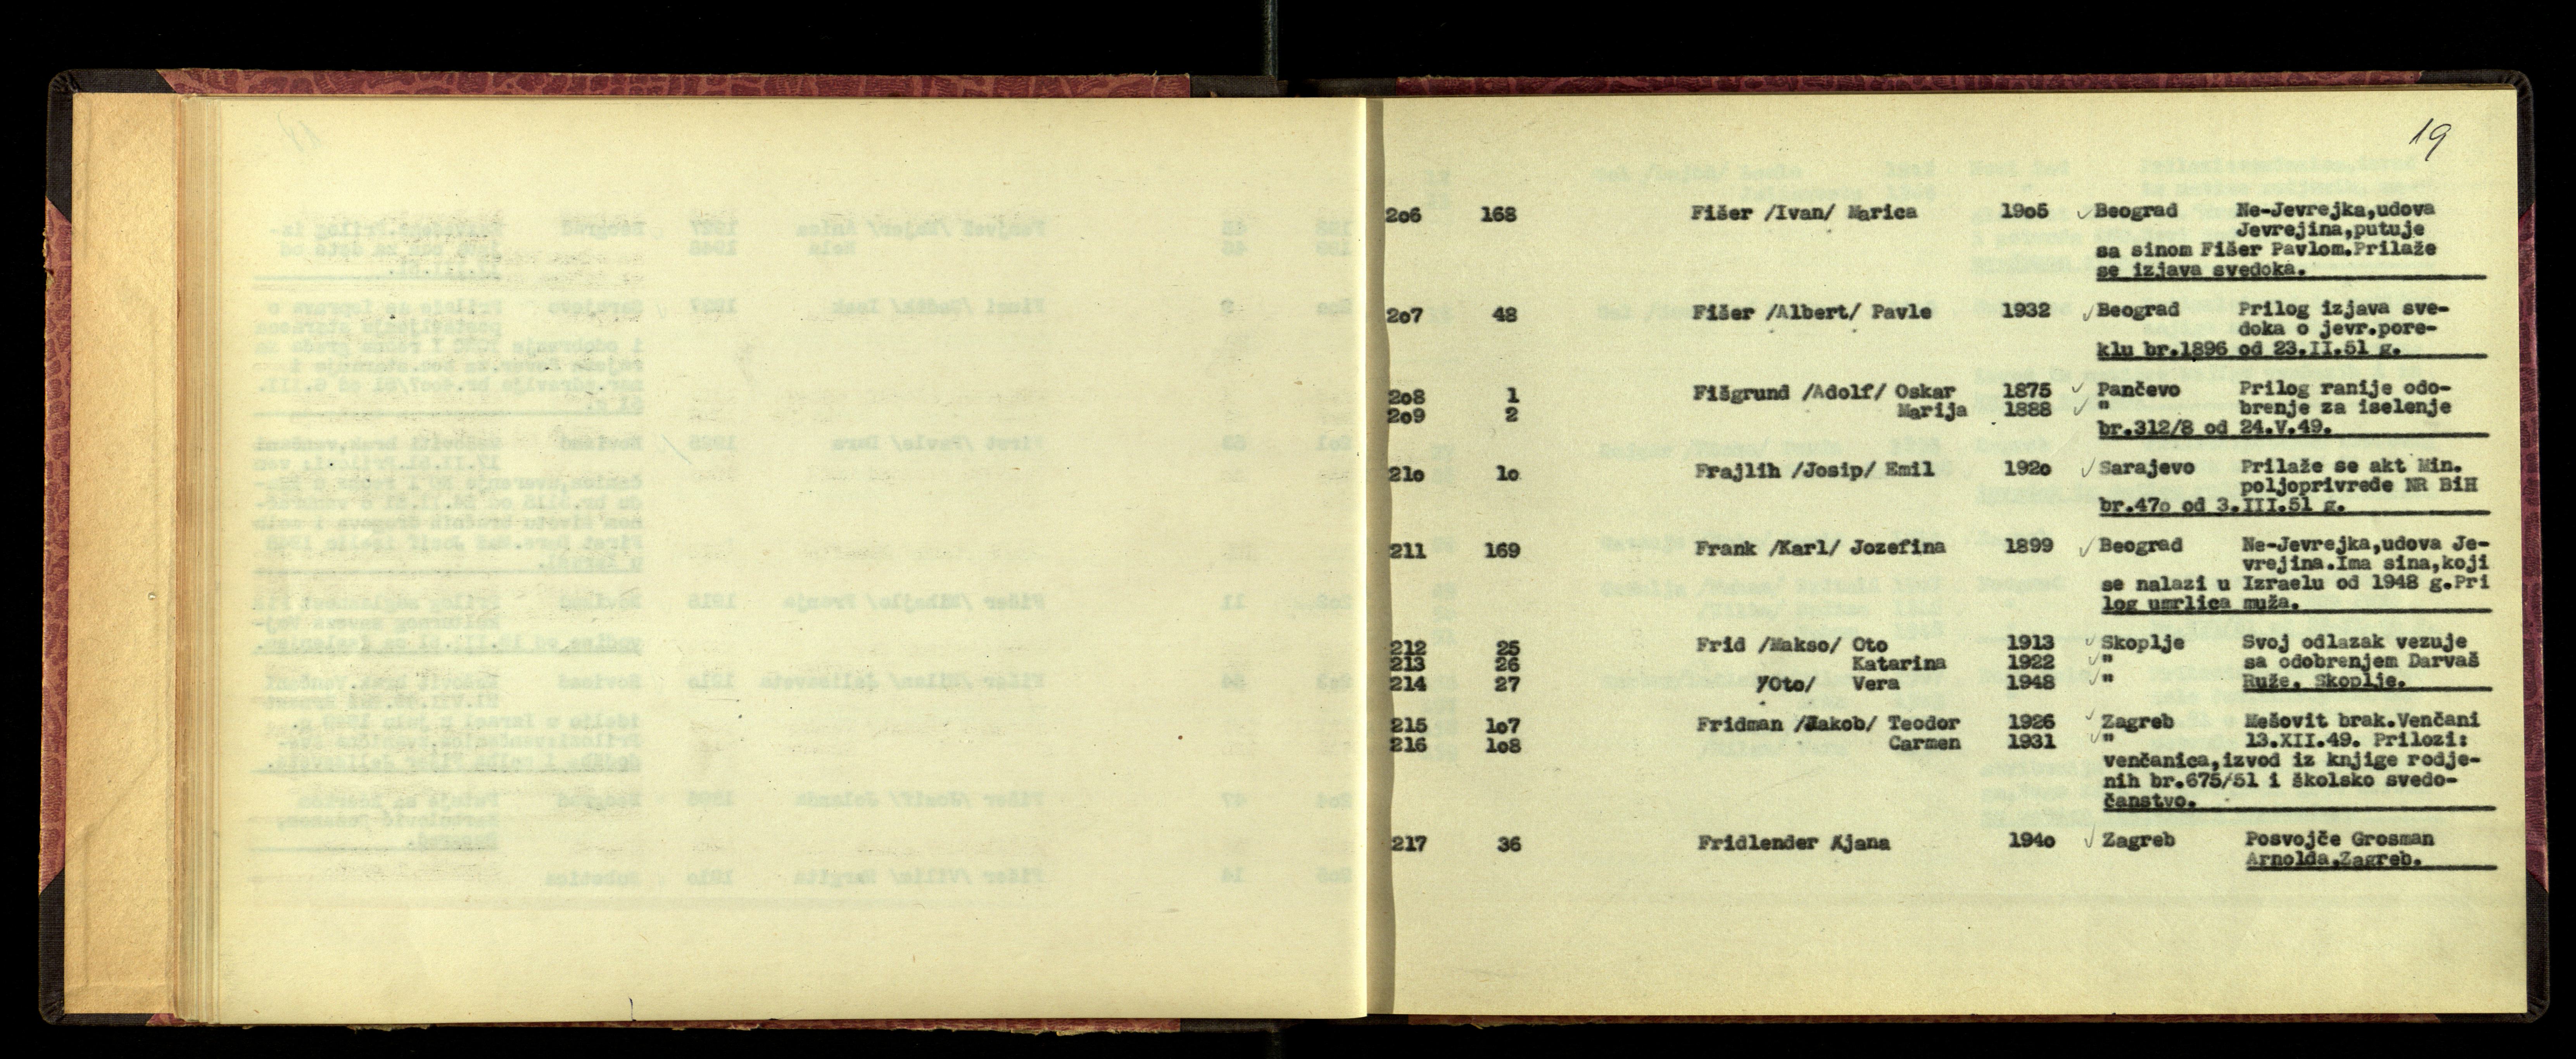 19
2o6 168 Fišer /Ivan/ Marica 19o5 Beograd Ne-Jevrejka,udova
Jevrejina,putuje
sa sinom Fišer Pavlom.Prilaže
se izjava svedoka.
2o7 48 Fišer /Albert/ Pavle 1932 Beograd Prilog izjava sve-
doka o jevr.pore-
klu br.1896 od 23.II.51 g.
2o8 1 Fišgrund /Adolf/ Oskar 1875 Pančevo Prilog ranije odo-
2o9 2 Marija 1888 " brenje za iselenje
br.312/8 od 24.V.49.
21o 1o Frajlih /Josip/ Emil 192o Sarajevo Prilaže se akt Min.
poljoprivrede NR BiH
br.47o od 3.III.51 g.
211 169 Frank /Karl/ Jozefina 1899 Beograd Ne-Jevrejka,udova Je-
vrejina.Ima sina,koji
se nalazi u Izraelu od 1948 g.Pri
log umrlica muža.
212 25 Frid /Makso/ Oto 1913 Skoplje Svoj odlazak vezuje
213 26 Katarina 1922 " sa odobrenjem Darvaš
214 27 /Oto/ Vera 1948 " Ruže, Skoplje.
215 1o7 Fridman /Jakob/ Teodor 1926 Zagreb Mešovit brak.Venčani
216 1o8 Carmen 1931 " 13.XII.49. Prilozi:
venčanica,izvod iz knjige rodje-
nih br.675/51 i školsko svedo-
čanstvo.
217 36 Fridlender Ajana 194o Zagreb Posvojče Grosman
Arnolda,Zagreb.